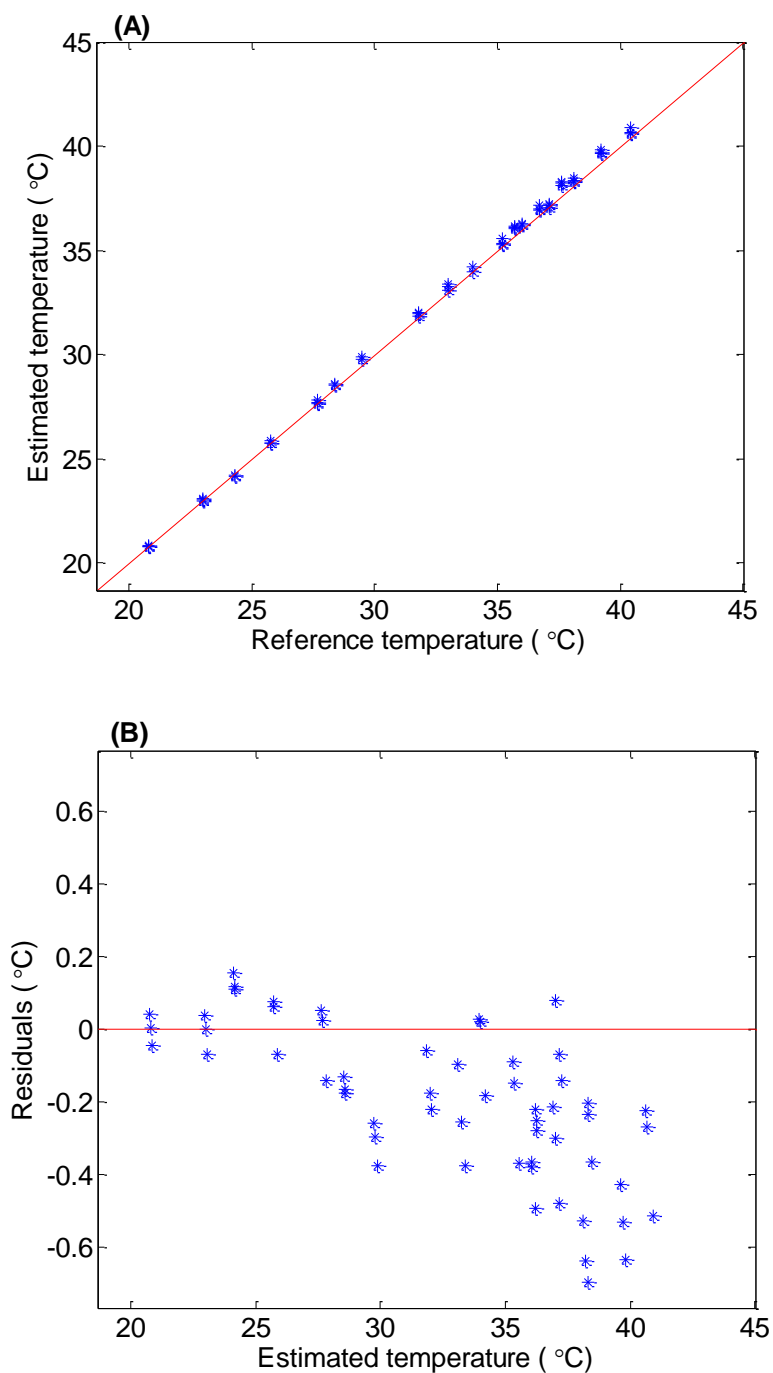 (A)
45
40
35
30
25
20
Estimated temperature ( °C)
20 25 30 35 40 45
Reference temperature ( °C)
(B)
0.6
0.4
0.2
0
-0.2
-0.4
-0.6
Residuals ( °C)
20 25 30 35 40 45
Estimated temperature ( °C)